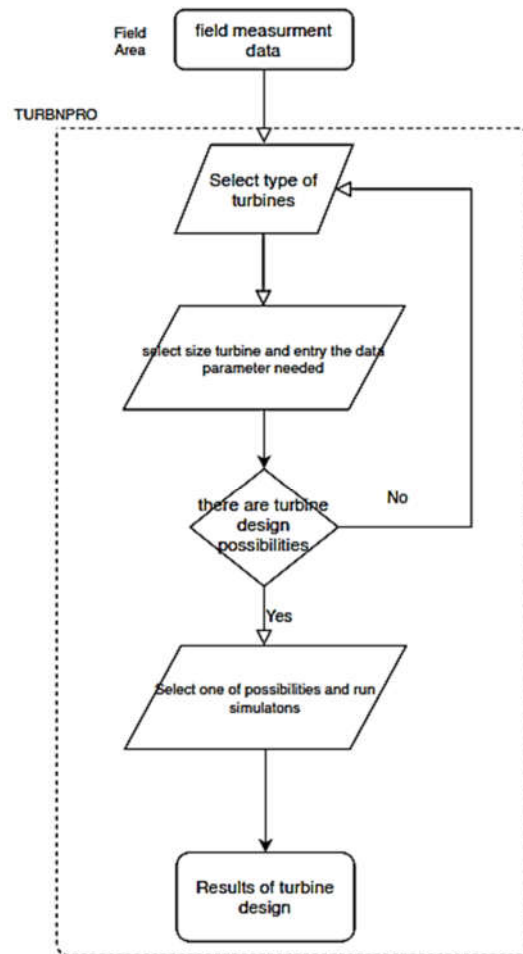 Field
Area
field measurment
data
TURBNPRO
Select type of
turbines
select size turbine and entry the data
parameter needed
there are turbine
design
possibilities
No
Yes
Select one of possibilities and run
simulatons
Results of turbine
design